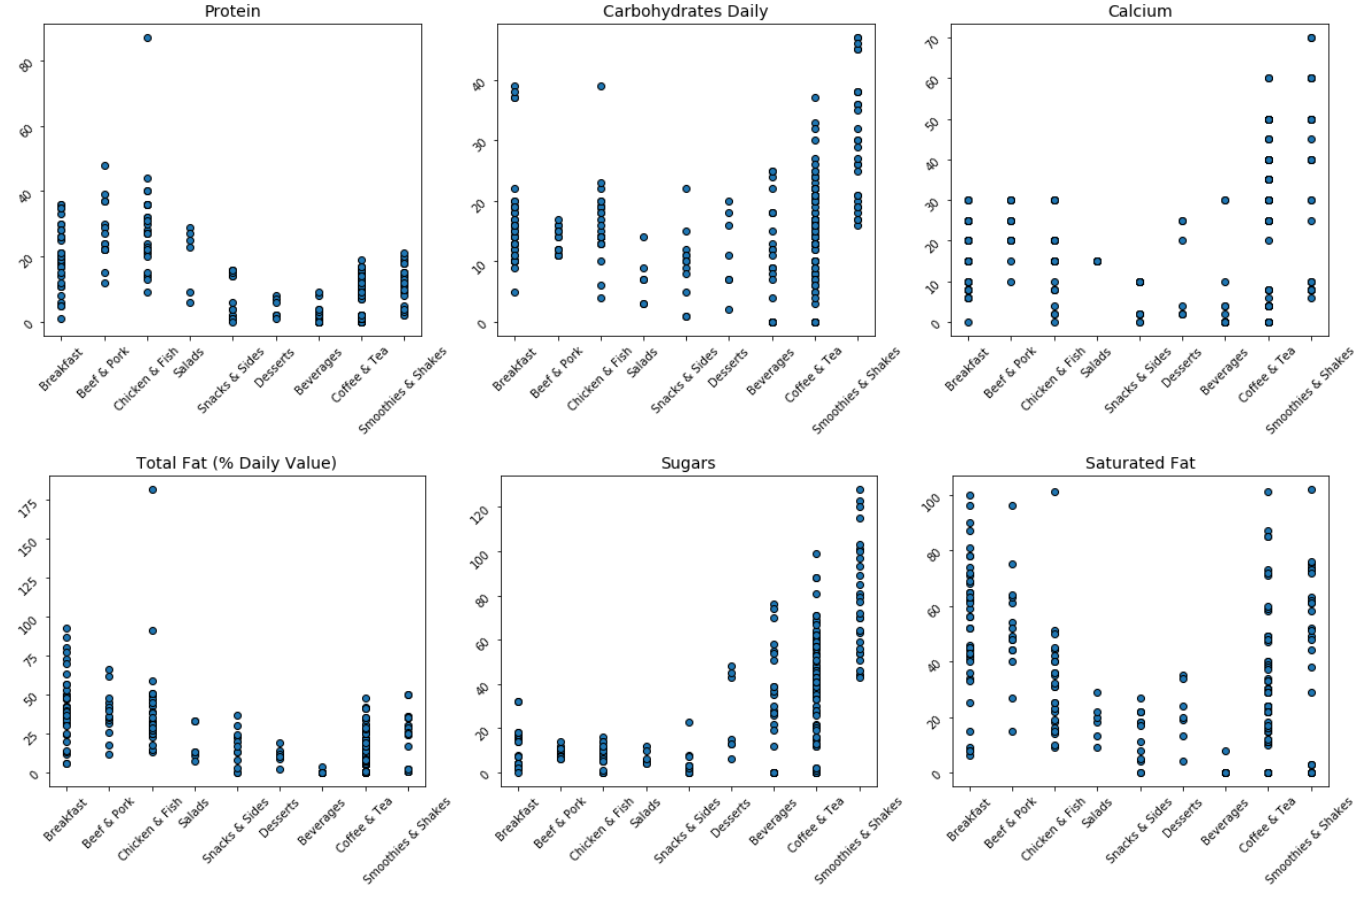 Protein
80
60
40
20
0
Breakfast
Beef & Pork
Chicken & Fish
Salads
Snacks & Sides
Desserts
Beverages
Coffee & Tea
Smoothies & Shakes
Carbohydrates Daily
40
30
20
10
0
Breakfast
Beef & Pork
Chicken & Fish
Salads
Snacks & Sides
Desserts
Beverages
Coffee & Tea
Smoothies & Shakes
Calcium
70
60
50
40
30
20
10
0
Breakfast
Beef & Pork
Chicken & Fish
Salads
Snacks & Sides
Desserts
Beverages
Coffee & Tea
Smoothies & Shakes
Total Fat (% Daily Value)
175
150
125
100
75
50
25
0
Breakfast
Beef & Pork
Chicken & Fish
Salads
Snacks & Sides
Desserts
Beverages
Coffee & Tea
Smoothies & Shakes
Sugars
120
100
80
60
40
20
0
Breakfast
Beef & Pork
Chicken & Fish
Salads
Snacks & Sides
Desserts
Beverages
Coffee & Tea
Smoothies & Shakes
Saturated Fat
100
80
60
40
20
0
Breakfast
Beef & Pork
Chicken & Fish
Salads
Snacks & Sides
Desserts
Beverages
Coffee & Tea
Smoothies & Shakes